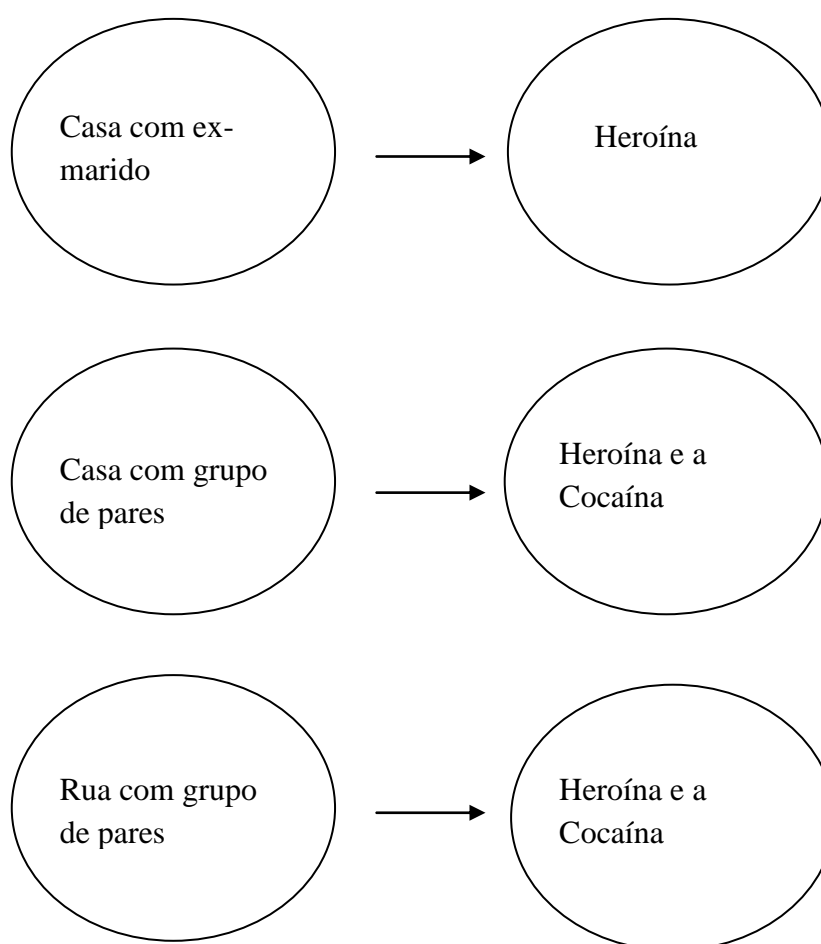 Casa com ex-
marido
Heroína
Casa com grupo
de pares
Heroína e a
Cocaína
Rua com grupo
de pares
Heroína e a
Cocaína